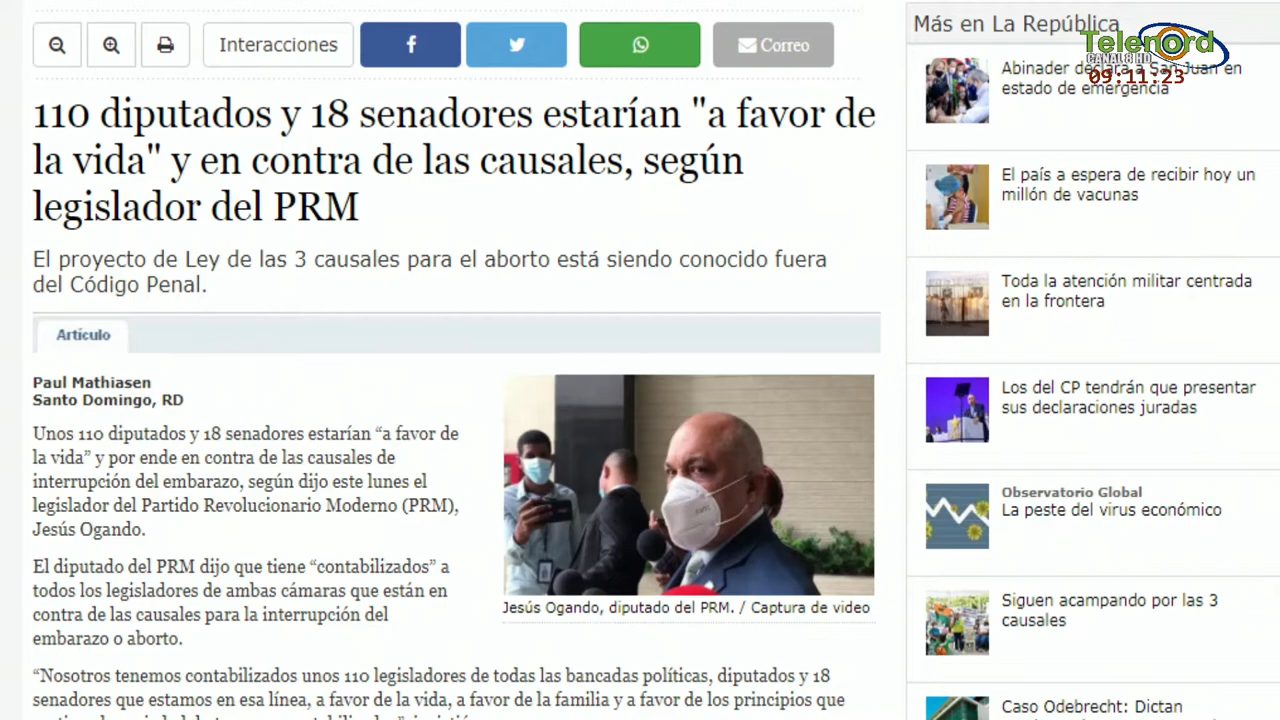 Interacciones
Correo
110 diputados y 18 senadores estarían "a favor de
la vida" y en contra de las causales, según
legislador del PRM
El proyecto de Ley de las 3 causales para el aborto está siendo conocido fuera
del Código Penal.
Artículo
Paul Mathiasen
Santo Domingo, RD
Unos 110 diputados y 18 senadores estarían “a favor de
la vida” y por ende en contra de las causales de
interrupción del embarazo, según dijo este lunes el
legislador del Partido Revolucionario Moderno (PRM),
Jesús Ogando.
El diputado del PRM dijo que tiene “contabilizados” a
todos los legisladores de ambas cámaras que están en
contra de las causales para la interrupción del
embarazo o aborto.
Jesús Ogando, diputado del PRM. / Captura de video
“Nosotros tenemos contabilizados unos 110 legisladores de todas las bancadas políticas, diputados y 18
senadores que estamos en esa línea, a favor de la vida, a favor de la familia y a favor de los principios que
Más en La República
Telenord
CANAL 8 HD
09:11:23
Abinader declara a San Juan en
estado de emergencia
El país a espera de recibir hoy un
millón de vacunas
Toda la atención militar centrada
en la frontera
Los del CP tendrán que presentar
sus declaraciones juradas
Observatorio Global
La peste del virus económico
Siguen acampando por las 3
causales
Caso Odebrecht: Dictan